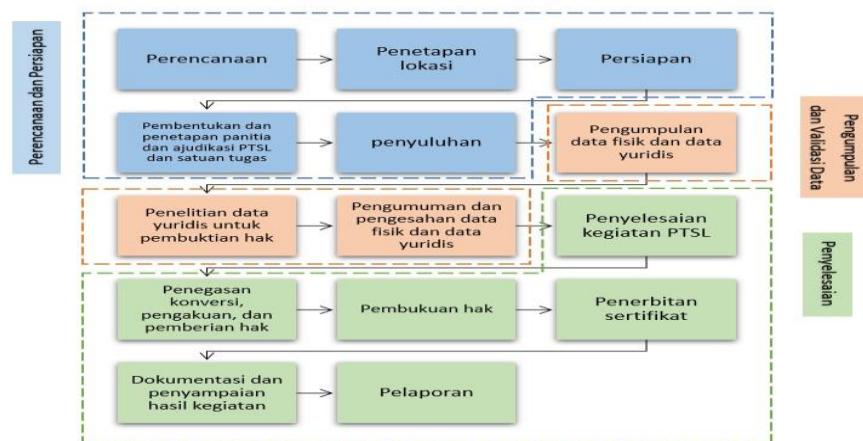 Perencanaan dan Persiapan
Perencanaan
Penetapan
lokasi
Persiapan
Pembentukan dan
penetapan panitia
dan ajudikasi PTSL
dan satuan tugas
penyuluhan
Pengumpulan
data fisik dan data
yuridis
Pengumpulan
dan Validasi Data
Penelitian data
yuridis untuk
pembuktian hak
Pengumuman dan
pengesahan data
fisik dan data
yuridis
Penyelesaian
kegiatan PTSL
Penyelesaian
Penegasan
konversi,
pengakuan, dan
pemberian hak
Pembukuan hak
Penerbitan
sertifikat
Dokumentasi dan
penyampaian
hasil kegiatan
Pelaporan